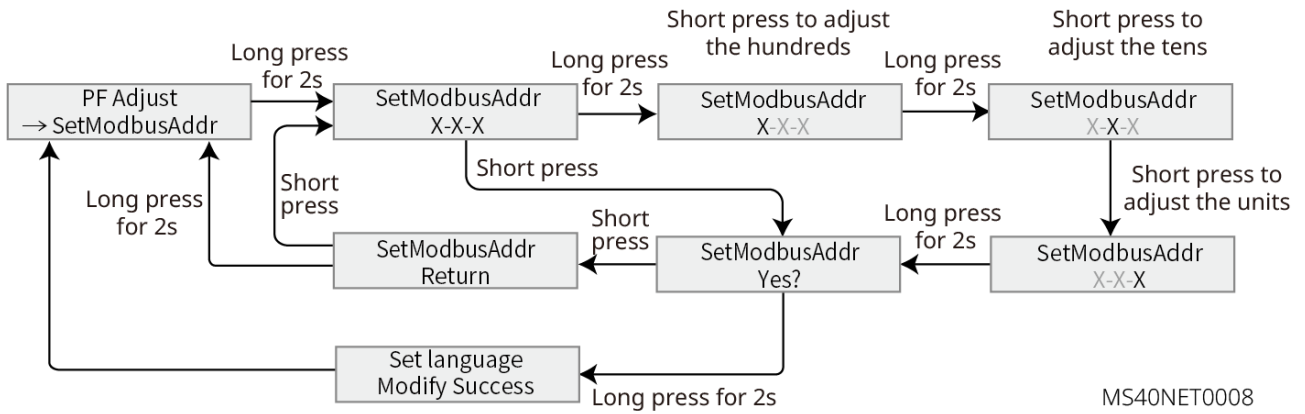 Short press to adjust
the hundreds
Short press to
adjust the tens
Long press
for 2s
Long press
for 2s
Long press
for 2s
PF Adjust
→ SetModbusAddr
SetModbusAddr
X-X-X
SetModbusAddr
X-X-X
SetModbusAddr
X-X-X
Short press
Short press to
adjust the units
Long press
for 2s
Short
press
Short
press
Long press
for 2s
SetModbusAddr
Return
SetModbusAddr
Yes?
SetModbusAddr
X-X-X
Set language
Modify Success
Long press for 2s
MS40NET0008